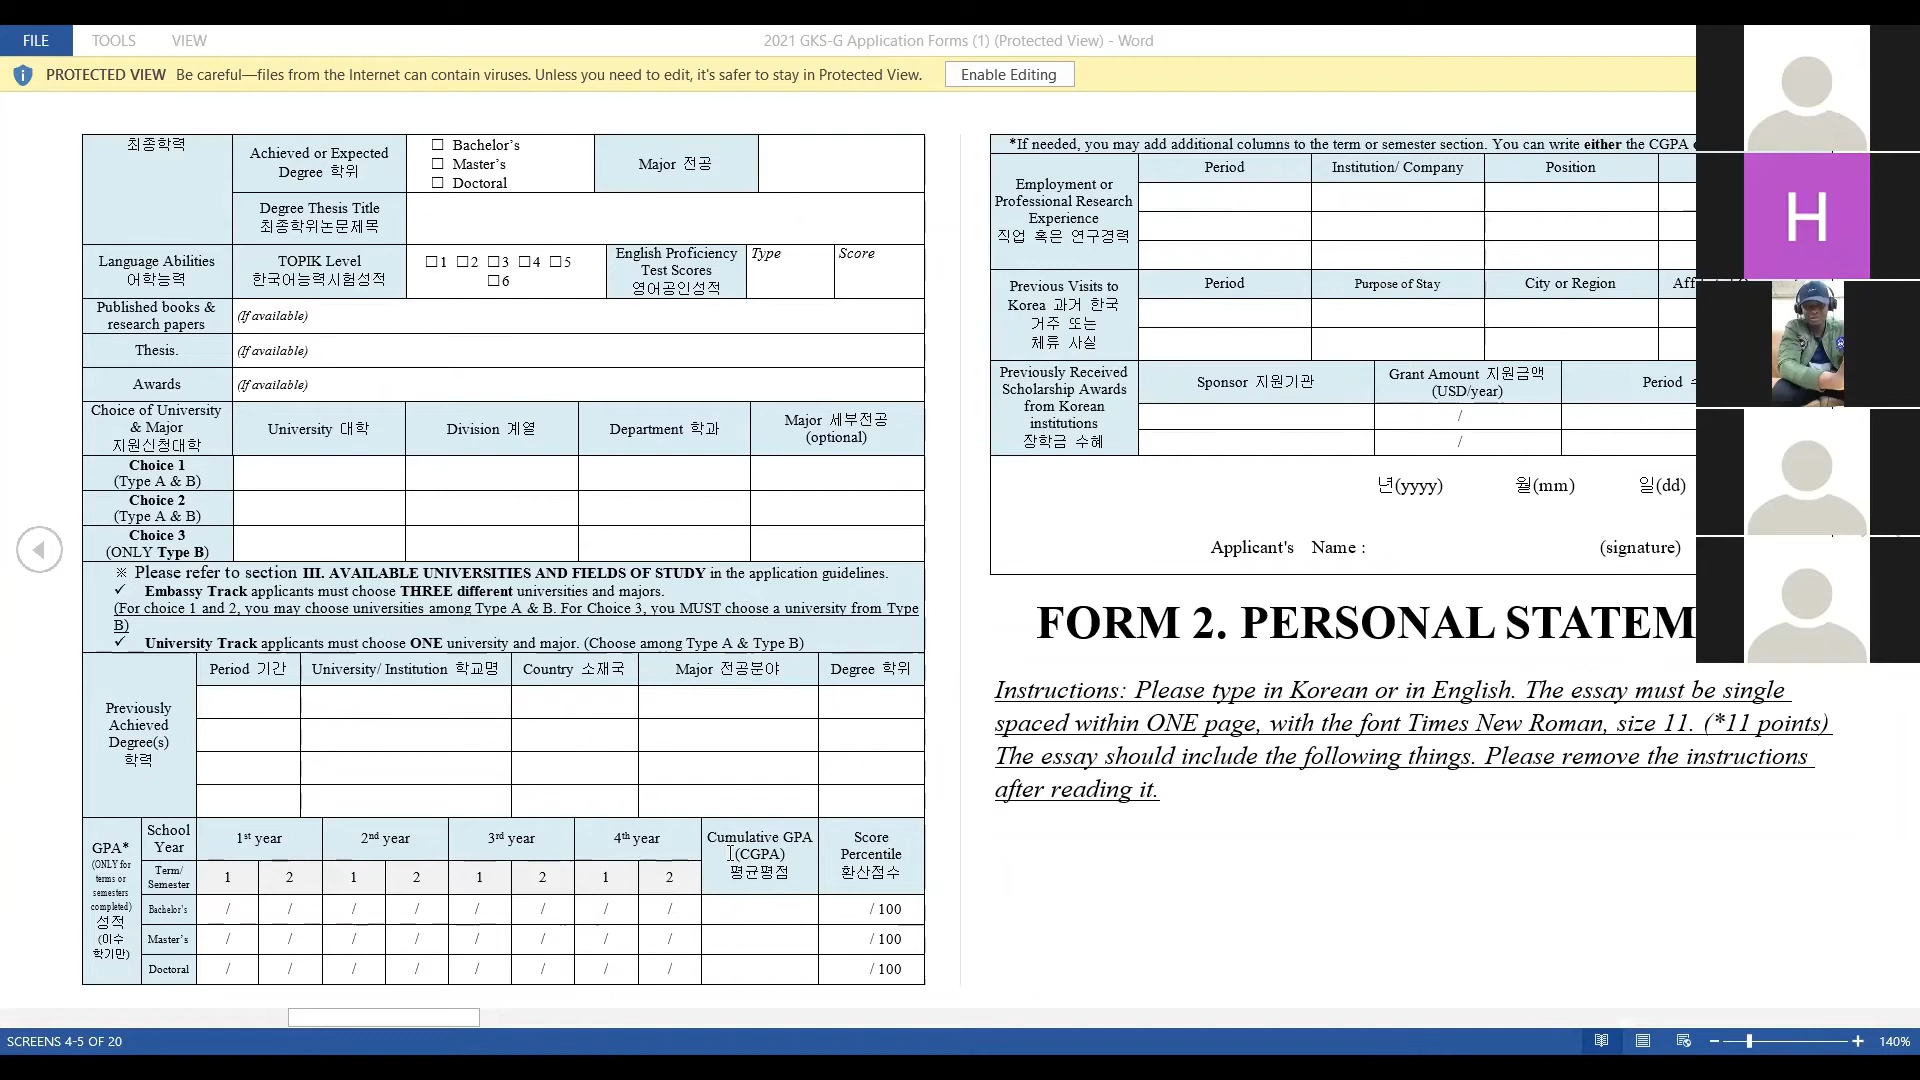 FILE TOOLS VIEW
2021 GKS-G Application Forms (1) (Protected View) - Word
PROTECTED VIEW Be careful—files from the Internet can contain viruses. Unless you need to edit, it's safer to stay in Protected View. Enable Editing
최종학력
Achieved or Expected
Degree 학위
☐ Bachelor's
☐ Master's
☐ Doctoral
Major 전공
Degree Thesis Title
최종학위논문제목
Language Abilities
어학능력
TOPIK Level
한국어능력시험성적
☐1 ☐2 ☐3 ☐4 ☐5
☐6
English Proficiency
Test Scores
영어공인성적
Type
Score
Published books &
research papers
(If available)
Thesis.
(If available)
Awards
(If available)
Choice of University
& Major
지원신청대학
University 대학
Division 계열
Department 학과
Major 세부전공
(optional)
Choice 1
(Type A & B)
Choice 2
(Type A & B)
Choice 3
(ONLY Type B)
※ Please refer to section III. AVAILABLE UNIVERSITIES AND FIELDS OF STUDY in the application guidelines.
✓ Embassy Track applicants must choose THREE different universities and majors.
(For choice 1 and 2, you may choose universities among Type A & B. For Choice 3, you MUST choose a university from Type
B)
✓ University Track applicants must choose ONE university and major. (Choose among Type A & Type B)
Previously
Achieved
Degree(s)
학력
Period 기간
University/ Institution 학교명
Country 소재국
Major 전공분야
Degree 학위
GPA*
(ONLY for
terms or
semesters
completed)
성적
(이수
학기만)
School
Year
1st year
2nd year
3rd year
4th year
Cumulative GPA
(CGPA)
평균평점
Score
Percentile
환산점수
Term/
Semester
1 2 1 2 1 2 1 2
Bachelor's / / / / / / / / / 100
Master's / / / / / / / / / 100
Doctoral / / / / / / / / / 100
*If needed, you may add additional columns to the term or semester section. You can write either the CGPA
Employment or
Professional Research
Experience
직업 혹은 연구경력
Period
Institution/ Company
Position
Previous Visits to
Korea 과거 한국
거주 또는
체류 사실
Period
Purpose of Stay
City or Region
Previously Received
Scholarship Awards
from Korean
institutions
장학금 수혜
Sponsor 지원기관
Grant Amount 지원금액
(USD/year)
Period
/
/
년(yyyy) 월(mm) 일(dd)
Applicant's Name : (signature)
FORM 2. PERSONAL STATEM
Instructions: Please type in Korean or in English. The essay must be single
spaced within ONE page, with the font Times New Roman, size 11. (*11 points)
The essay should include the following things. Please remove the instructions
after reading it.
H
SCREENS 4-5 OF 20
140%